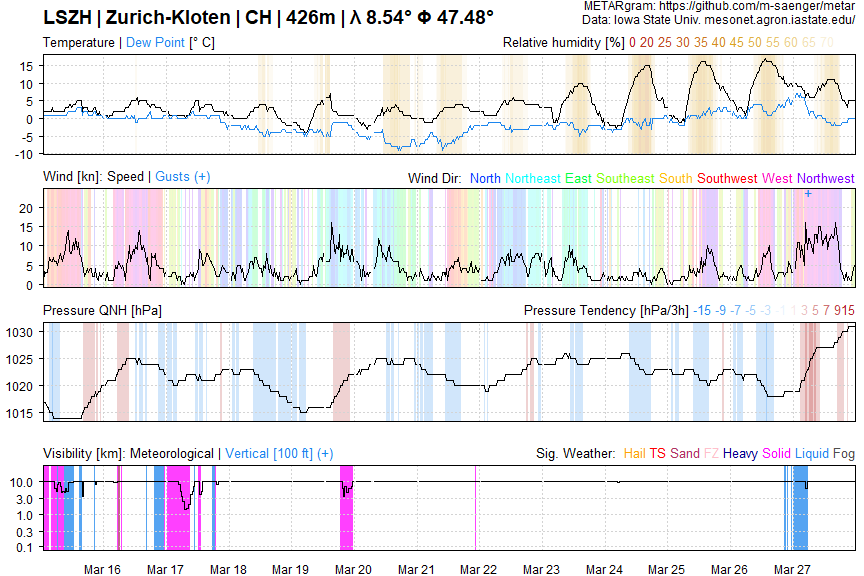 METARgram: https://github.com/m-saenger/metargram
LSZH | Zurich-Kloten | CH | 426m | λ 8.54° Φ 47.48°
Data: Iowa State Univ. mesonet.agron.iastate.edu/
Temperature | Dew Point [° C]
Relative humidity [%] 0 20 25 30 35 40 45 50 55 60 65 70
15
10
5
0
-5
-10
Wind [kn]: Speed | Gusts (+)
Wind Dir: North Northeast East Southeast South Southwest West Northwest
20
15
10
5
0
Pressure QNH [hPa]
Pressure Tendency [hPa/3h] -15 -9 -7 -5 -3 -1 1 3 5 7 9 15
1030
1025
1020
1015
Visibility [km]: Meteorological | Vertical [100 ft] (+)
Sig. Weather: Hail TS Sand FZ Heavy Solid Liquid Fog
10.0
3.0
1.0
0.3
0.1
Mar 16 Mar 17 Mar 18 Mar 19 Mar 20 Mar 21 Mar 22 Mar 23 Mar 24 Mar 25 Mar 26 Mar 27